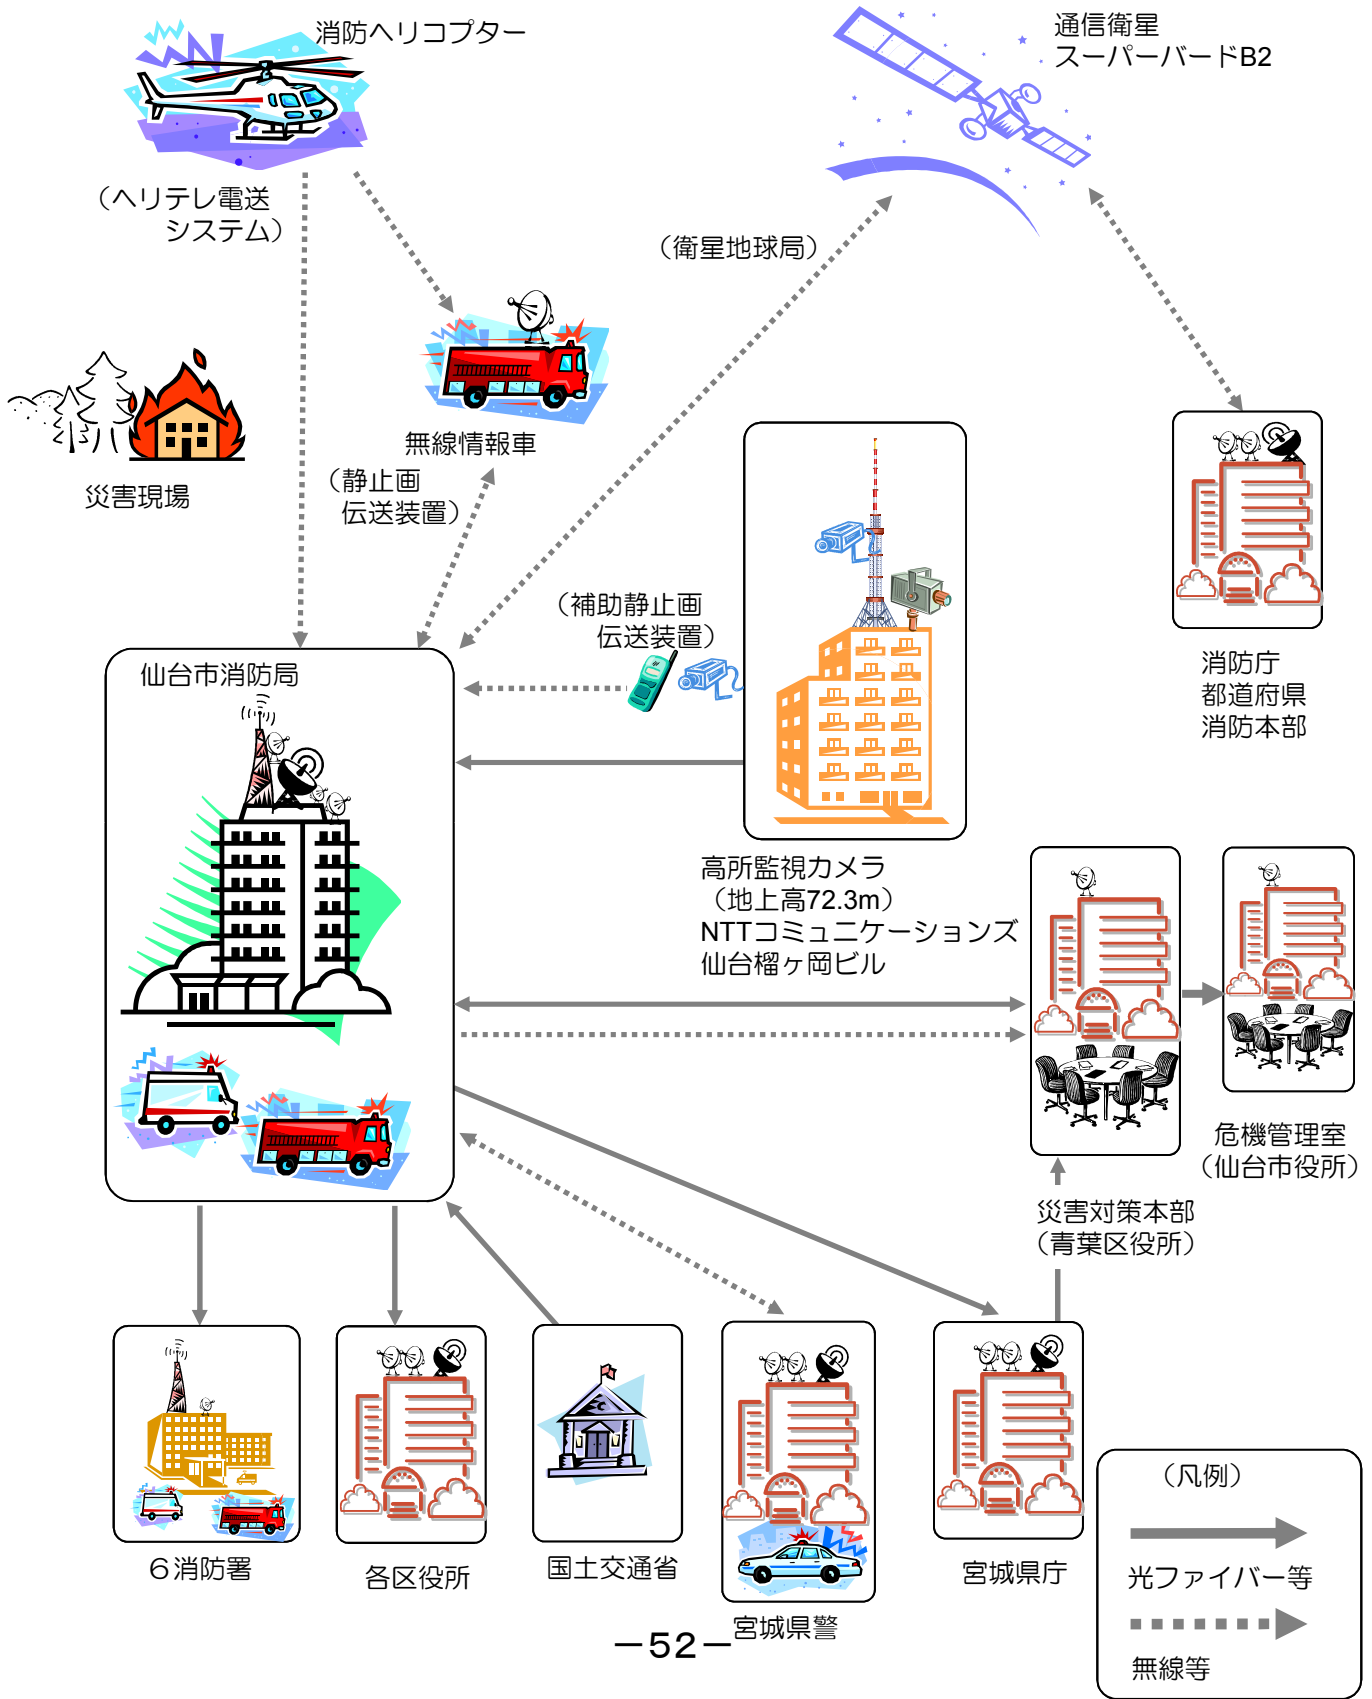 消防ヘリコプター
通信衛星
スーパーバードB2
（ヘリテレ電送
システム）
（衛星地球局）
無線情報車
災害現場
（静止画
伝送装置）
（補助静止画
伝送装置）
仙台市消防局
消防庁
都道府県
消防本部
高所監視カメラ
（地上高72.3m）
NTTコミュニケーションズ
仙台榴ヶ岡ビル
危機管理室
（仙台市役所）
災害対策本部
（青葉区役所）
６消防署
各区役所
国土交通省
宮城県警
宮城県庁
（凡例）
光ファイバー等
無線等
－52－